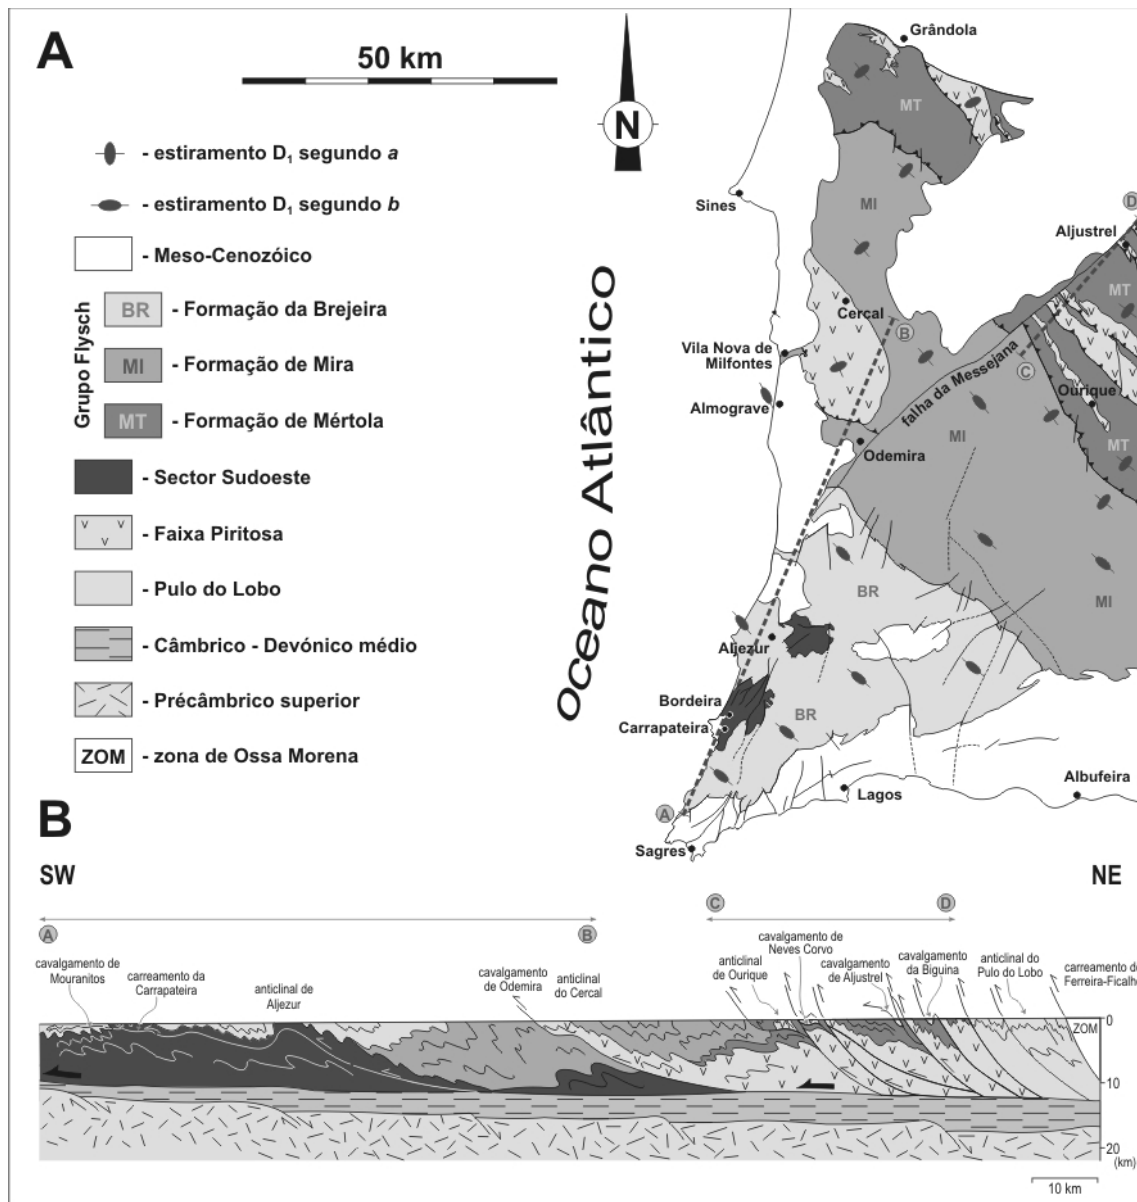 A
50 km
N
- estiramento D1 segundo a
- estiramento D1 segundo b
- Meso-Cenozóico
Grupo Flysch
BR - Formação da Brejeira
MI - Formação de Mira
MT - Formação de Mértola
- Sector Sudoeste
- Faixa Piritosa
- Pulo do Lobo
- Câmbrico - Devónico médio
- Précâmbrico superior
ZOM - zona de Ossa Morena
Oceano Atlântico
Grândola
MT
Sines
MI
D
Aljustrel
MT
Cercal
B
Vila Nova de
Milfontes
falha da Messejana
C
Ourique
Almograve
MI
Odemira
MT
BR
MI
Aljezur
Bordeira
BR
Carrapateira
Albufeira
Lagos
A
Sagres
B
SW
NE
A
B
C
D
cavalgamento de
Mouranitos
carreamento da
Carrapateira
anticlinal de
Aljezur
cavalgamento
de Odemira
anticlinal
do Cercal
anticlinal
de Ourique
cavalgamento de
Neves Corvo
cavalgamento
de Aljustrel
cavalgamento
da Biguina
anticlinal do
Pulo do Lobo
carreamento de
Ferreira-Ficalho
ZOM
0
10
20
(km)
10 km